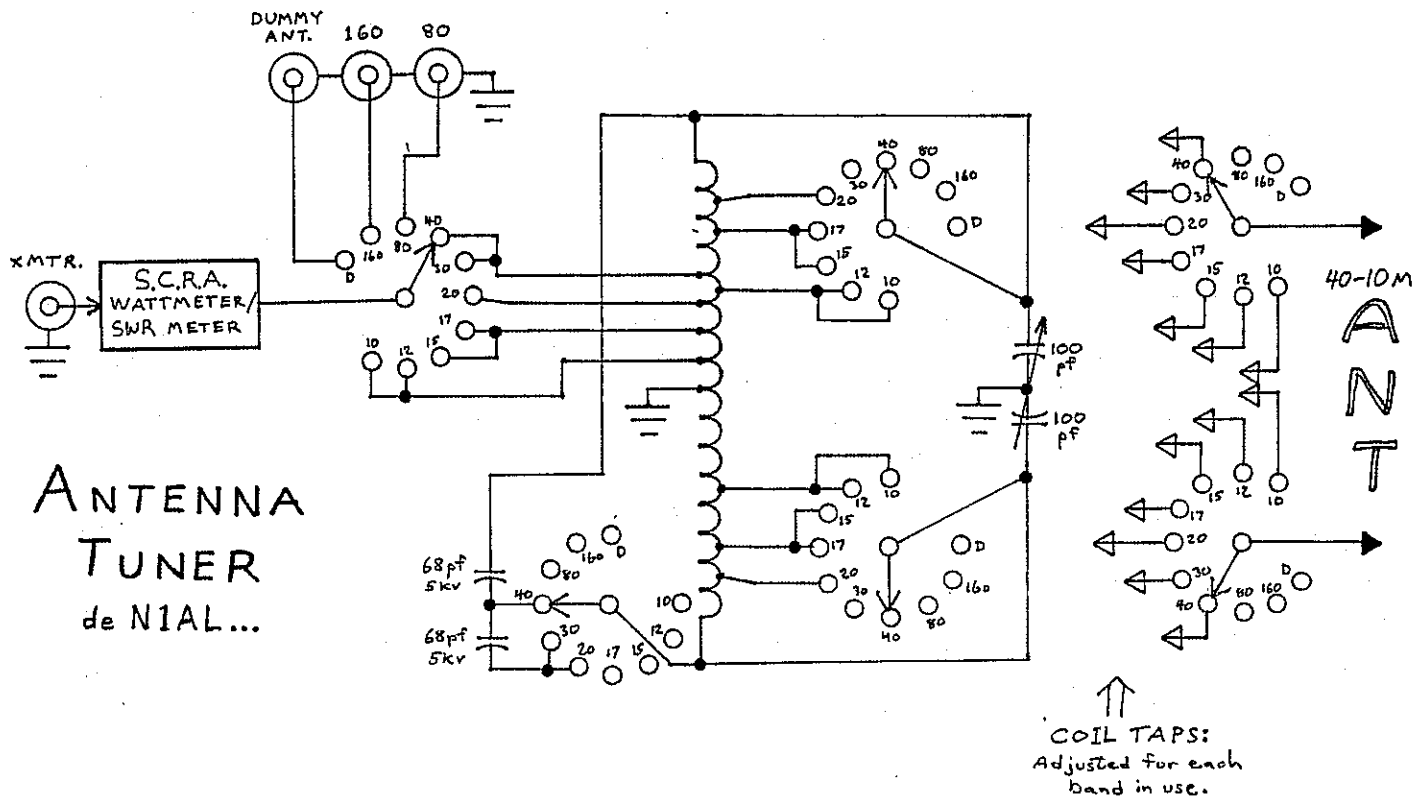 DUMMY
ANT.
160
80
XMTR.
S.C.R.A.
WATTMETER/
SWR METER
D
160
80
40
30
20
17
15
12
10
20
30
40
80
160
D
17
15
12
10
100
pf
100
pf
10
12
15
17
20
30
40
80
160
D
40
80
160
D
30
20
17
15
12
10
15
12
10
17
20
30
40
80
160
D
40-10M
ANT
68pf
5kv
68pf
5kv
D
160
80
40
30
20
17
15
12
10
ANTENNA
TUNER
de N1AL...
COIL TAPS:
Adjusted for each
band in use.